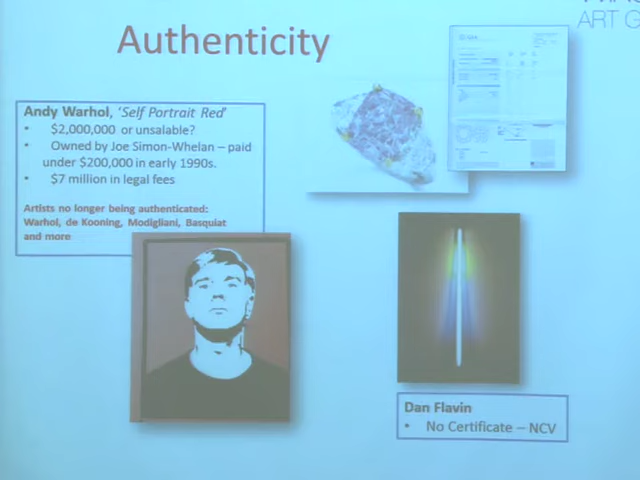 Authenticity
ART G
Andy Warhol, 'Self Portrait Red'
• $2,000,000 or unsalable?
• Owned by Joe Simon-Whelan – paid
under $200,000 in early 1990s.
• $7 million in legal fees
Artists no longer being authenticated:
Warhol, de Kooning, Modigliani, Basquiat
and more
Dan Flavin
• No Certificate – NCV